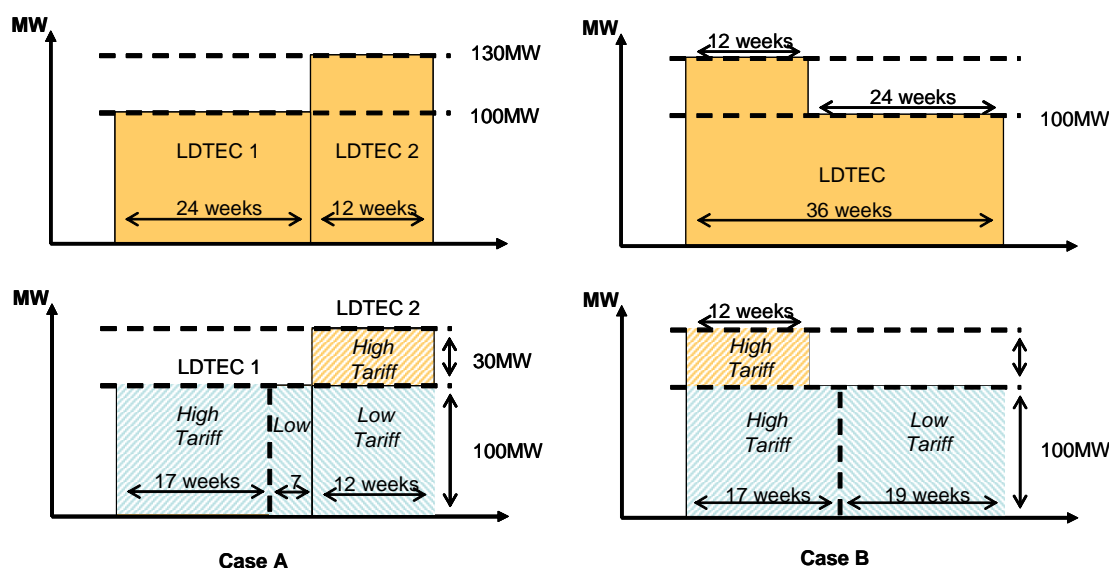 MW
130MW
100MW
LDTEC 1
LDTEC 2
24 weeks
12 weeks
MW
12 weeks
24 weeks
100MW
LDTEC
36 weeks
MW
LDTEC 2
LDTEC 1
High
Tariff
30MW
High
Tariff
Low
Low
Tariff
100MW
17 weeks
7
12 weeks
Case A
MW
12 weeks
High
Tariff
High
Tariff
Low
Tariff
100MW
17 weeks
19 weeks
Case B